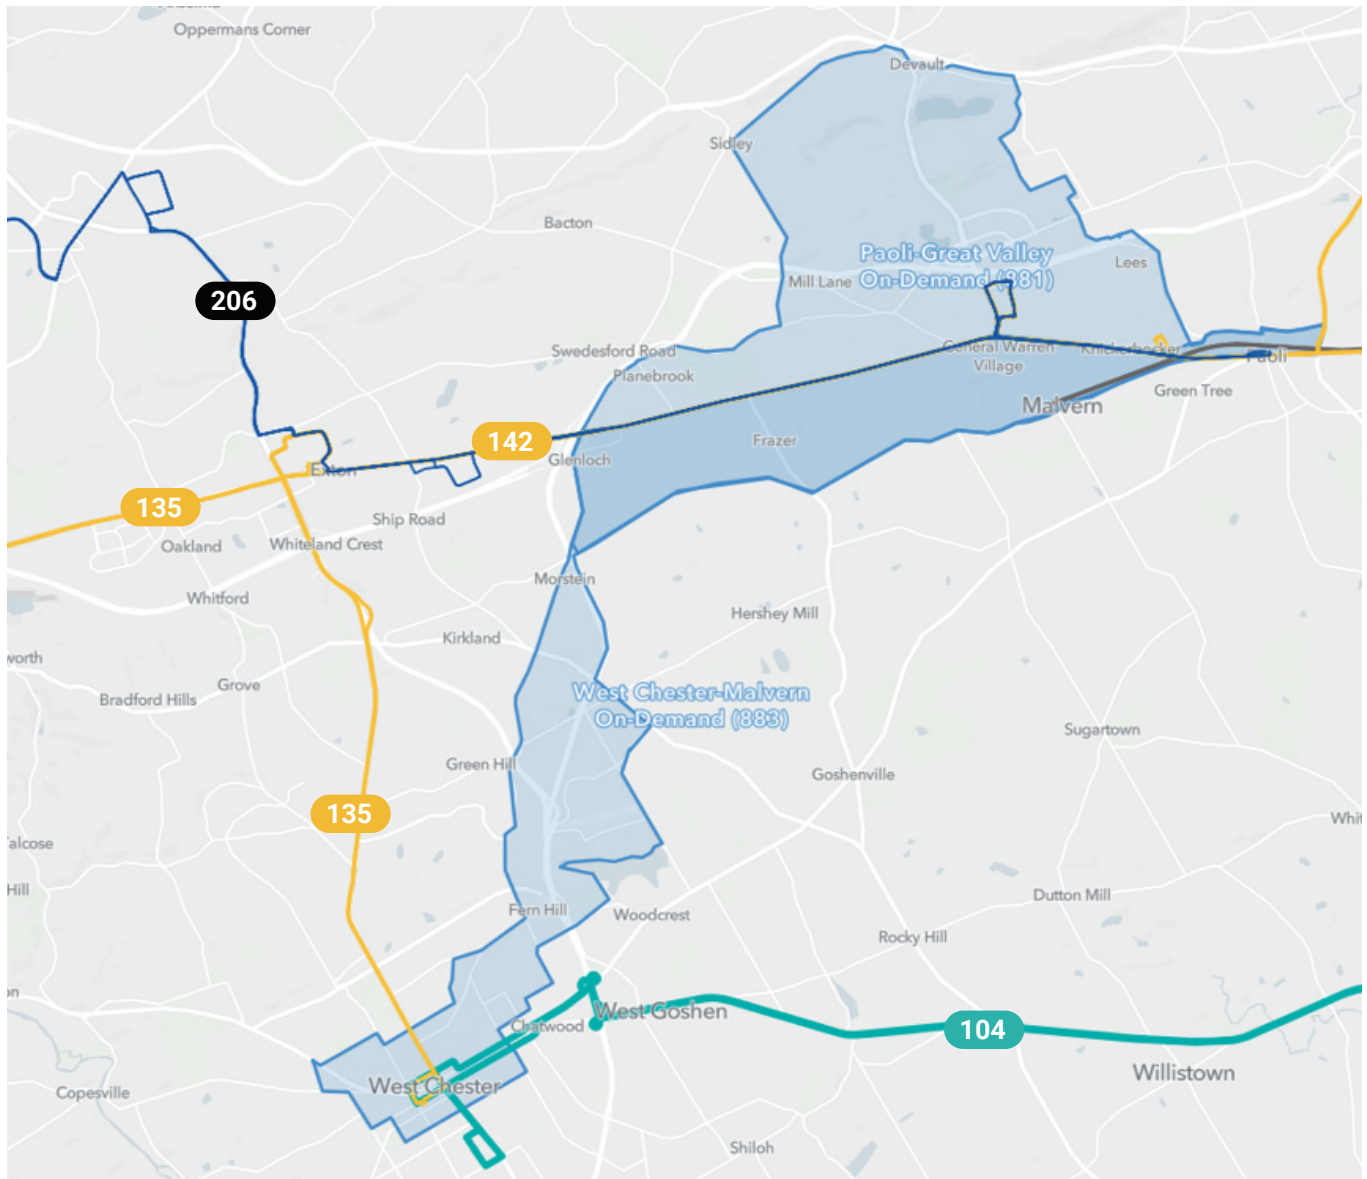 Oppermans Corner
Devault
Sidley
Bacton
Paoli-Great Valley
On-Demand (881)
Lees
Mill Lane
206
Swedesford Road
General Warren
Village
Knickerbocker
Paoli
Planebrook
Green Tree
Malvern
142
Frazer
Glenloch
Exton
135
Ship Road
Oakland
Whiteland Crest
Morstein
Whitford
Hershey Mill
Kirkland
worth
Grove
Bradford Hills
West Chester-Malvern
On-Demand (883)
Sugartown
Green Hill
Goshenville
135
Whit
alcose
Hill
Dutton Mill
Fern Hill
Woodcrest
Rocky Hill
on
West Goshen
Chatwood
104
Willistown
West Chester
Copesville
Shiloh